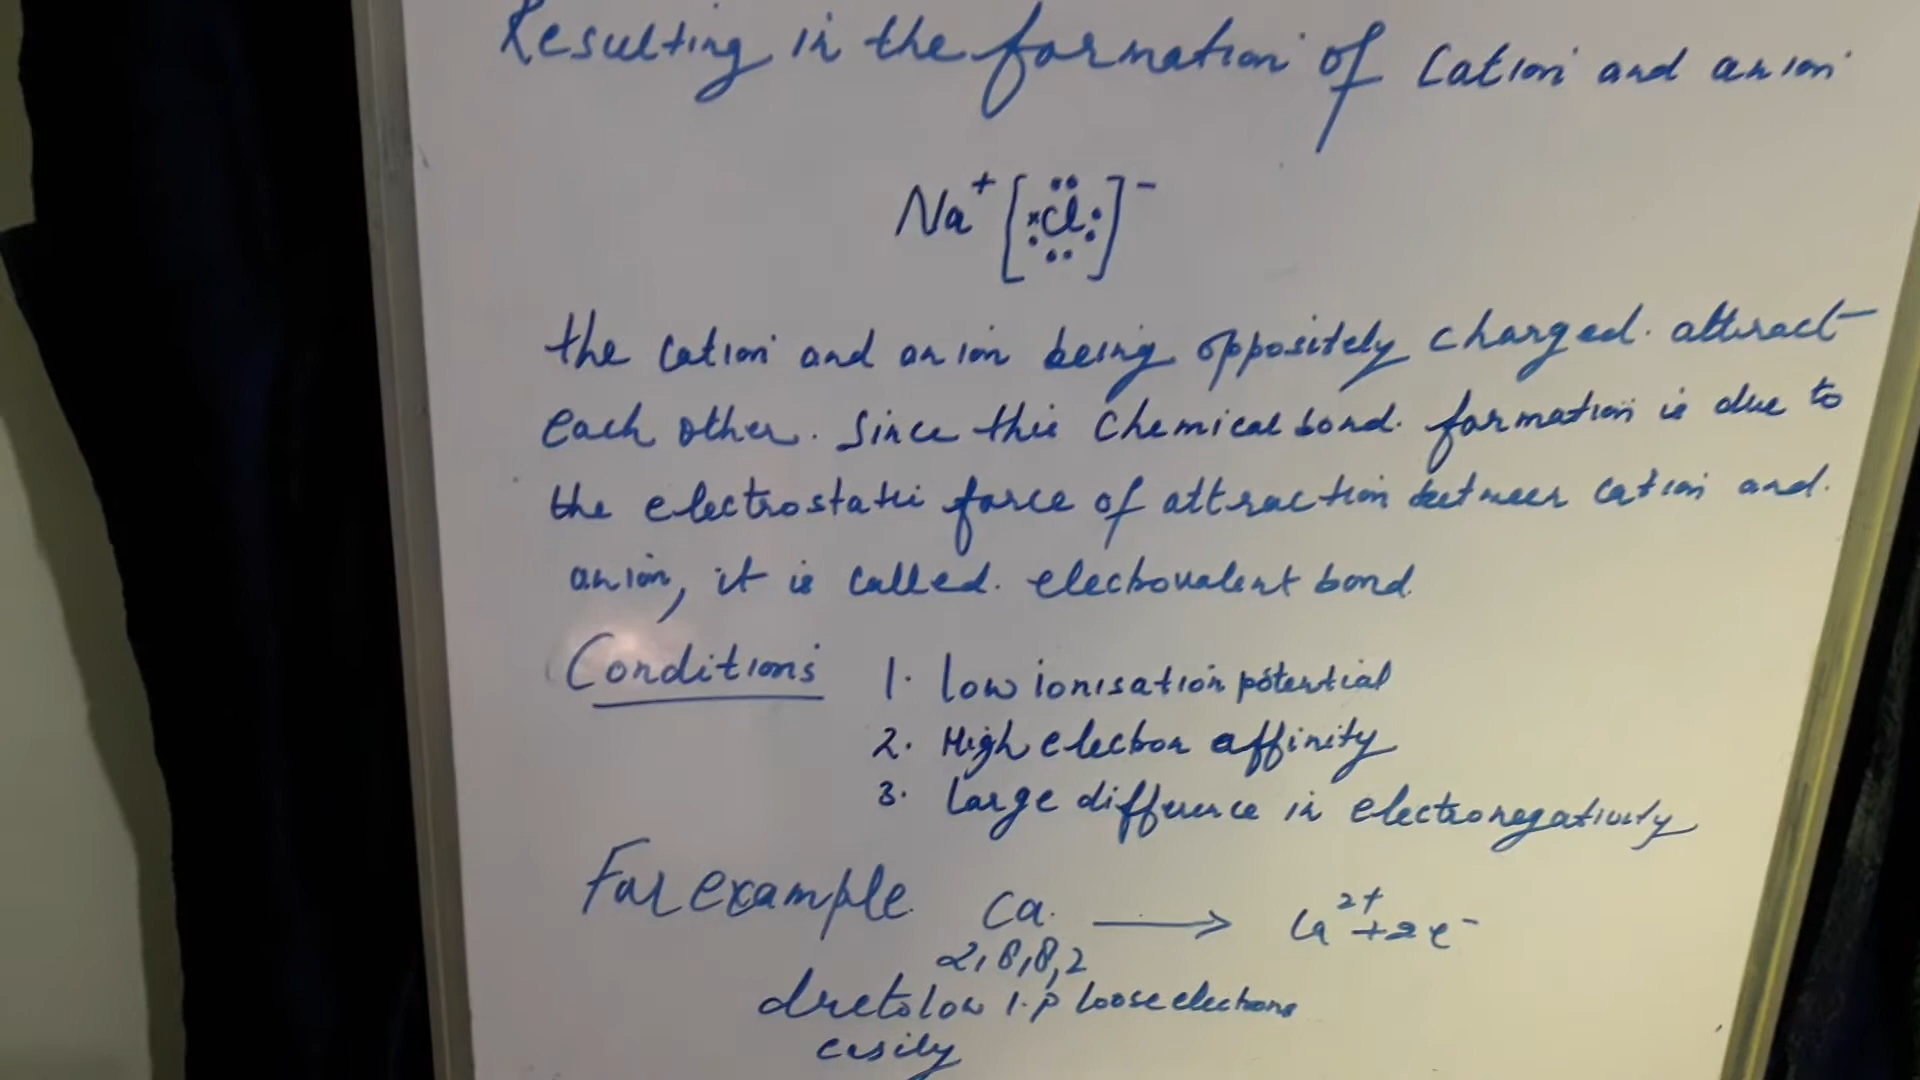 Resulting in the formation of Cation and anion
Na⁺ [:Cl:]⁻
the cation and anion being oppositely charged. attract
each other. Since this Chemical bond. formation is due to
the electrostatic force of attraction between cation and.
anion, it is called. electrovalent bond.
Conditions 1. low ionisation potential
2. High electron affinity
3. Large difference in electronegativity
For example. Ca. ⟶ Ca²⁺ + 2e⁻
2,8,8,2
due to low I.P loose electrons
easily